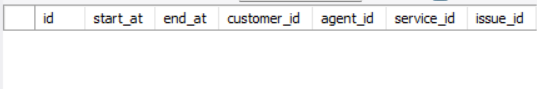 id start_at end_at customer_id agent_id service_id issue_id